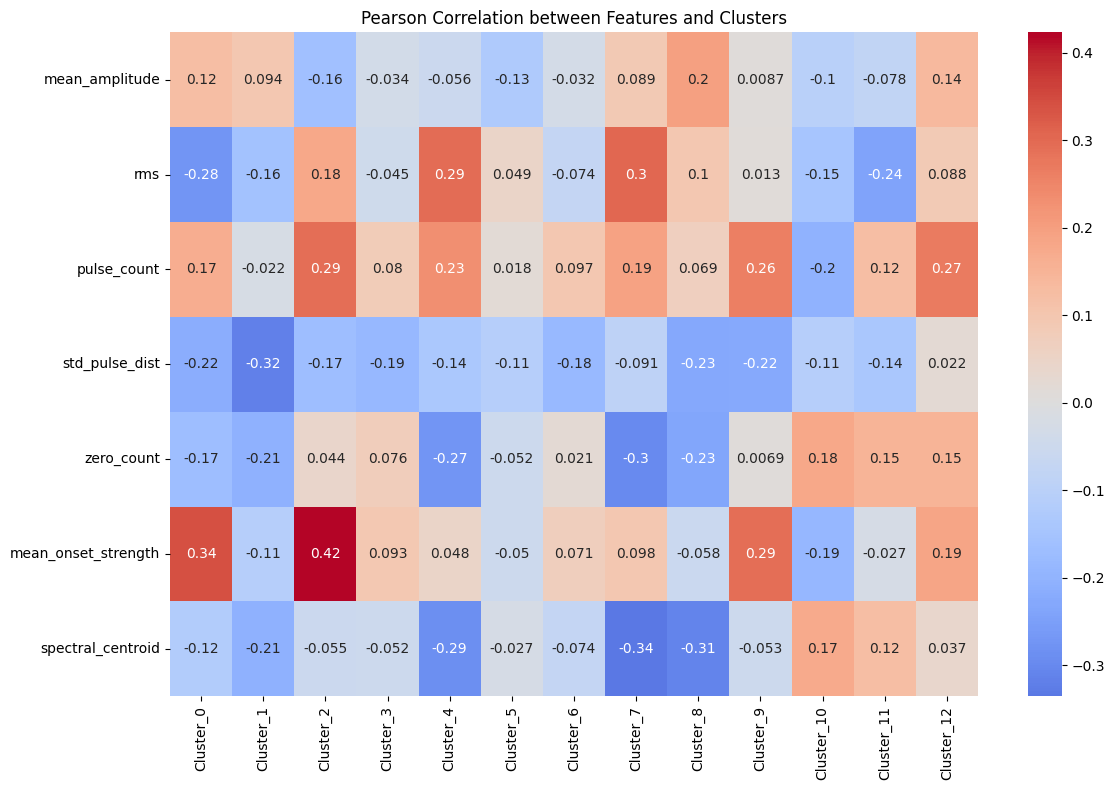 Pearson Correlation between Features and Clusters
mean_amplitude 0.12 0.094 -0.16 -0.034 -0.056 -0.13 -0.032 0.089 0.2 0.0087 -0.1 -0.078 0.14
rms -0.28 -0.16 0.18 -0.045 0.29 0.049 -0.074 0.3 0.1 0.013 -0.15 -0.24 0.088
pulse_count 0.17 -0.022 0.29 0.08 0.23 0.018 0.097 0.19 0.069 0.26 -0.2 0.12 0.27
std_pulse_dist -0.22 -0.32 -0.17 -0.19 -0.14 -0.11 -0.18 -0.091 -0.23 -0.22 -0.11 -0.14 0.022
zero_count -0.17 -0.21 0.044 0.076 -0.27 -0.052 0.021 -0.3 -0.23 0.0069 0.18 0.15 0.15
mean_onset_strength 0.34 -0.11 0.42 0.093 0.048 -0.05 0.071 0.098 -0.058 0.29 -0.19 -0.027 0.19
spectral_centroid -0.12 -0.21 -0.055 -0.052 -0.29 -0.027 -0.074 -0.34 -0.31 -0.053 0.17 0.12 0.037
Cluster_0
Cluster_1
Cluster_2
Cluster_3
Cluster_4
Cluster_5
Cluster_6
Cluster_7
Cluster_8
Cluster_9
Cluster_10
Cluster_11
Cluster_12
0.4
0.3
0.2
0.1
0.0
−0.1
−0.2
−0.3